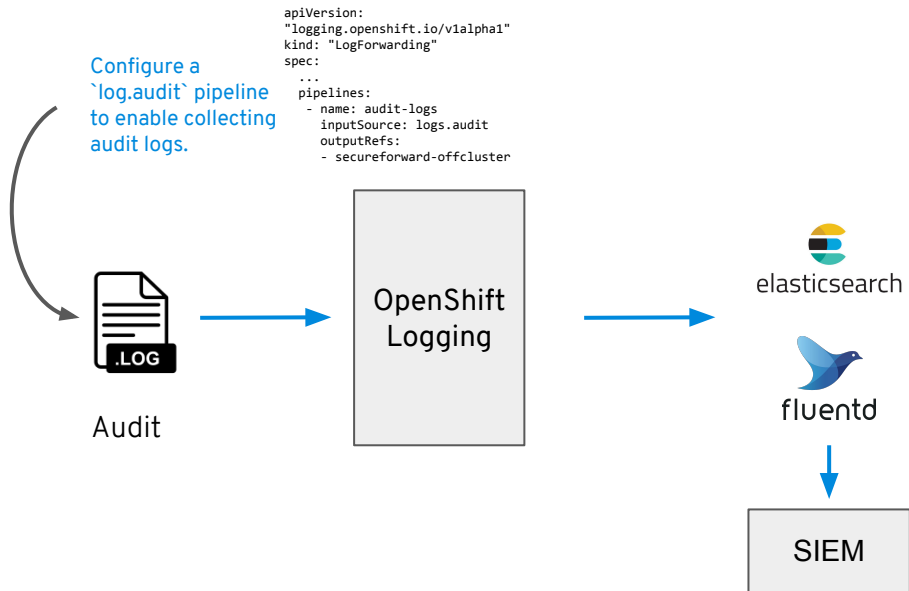 apiVersion:
"logging.openshift.io/v1alpha1"
kind: "LogForwarding"
spec:
  ...
  pipelines:
   - name: audit-logs
     inputSource: logs.audit
     outputRefs:
     - secureforward-offcluster
Configure a
`log.audit` pipeline
to enable collecting
audit logs.
.LOG
Audit
OpenShift
Logging
elasticsearch
fluentd
SIEM